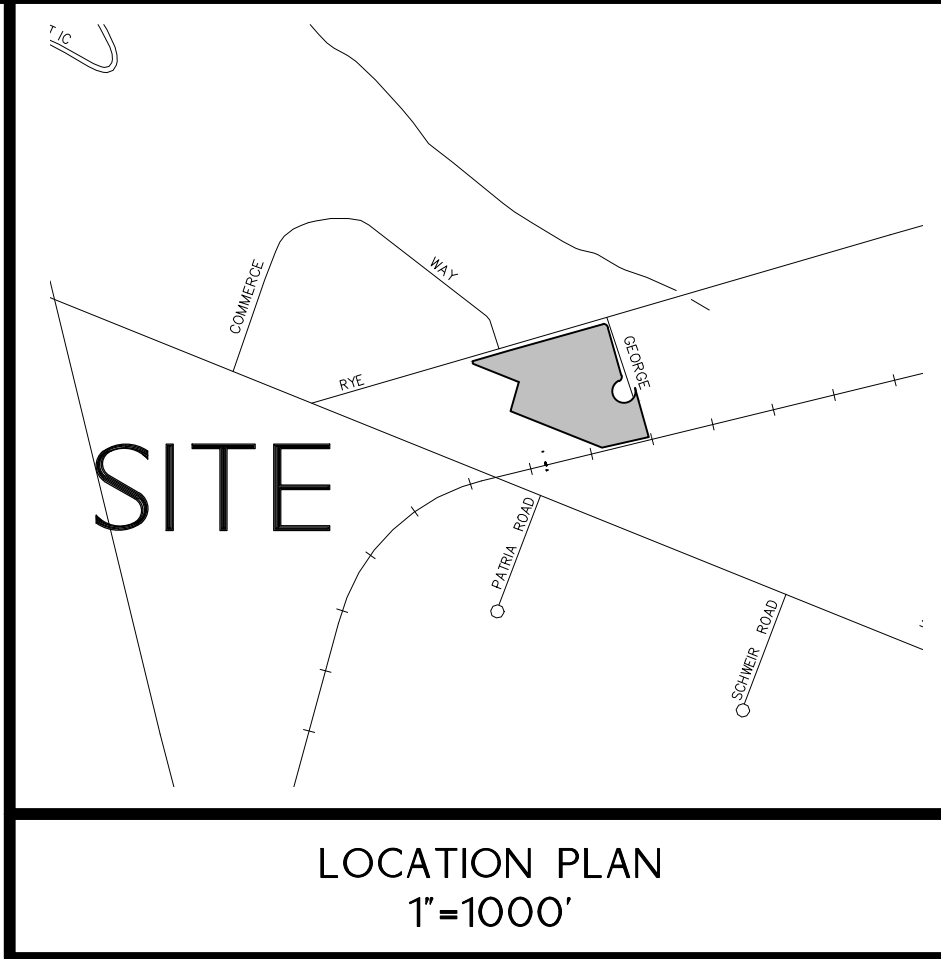 COMMERCE
WAY
RYE
GEORGE
SITE
PATRIA ROAD
SCHWEIR ROAD
LOCATION PLAN
1"=1000'